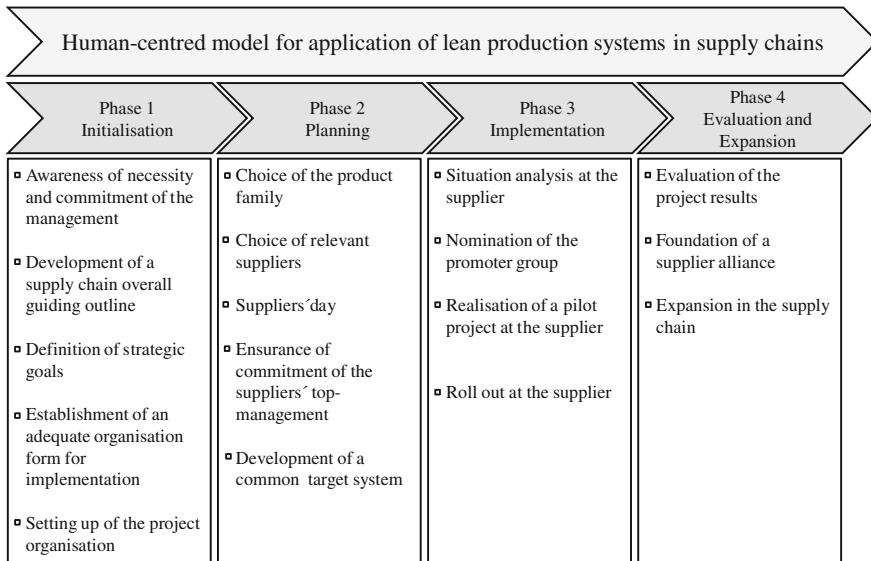 Human-centred model for application of lean production systems in supply chains
Phase 1
Initialisation
Phase 2
Planning
Phase 3
Implementation
Phase 4
Evaluation and
Expansion
Awareness of necessity
and commitment of the
management
Development of a
supply chain overall
guiding outline
Definition of strategic
goals
Establishment of an
adequate organisation
form for
implementation
Setting up of the project
organisation
Choice of the product
family
Choice of relevant
suppliers
Suppliers´day
Ensurance of
commitment of the
suppliers´ top-
management
Development of a
common target system
Situation analysis at the
supplier
Nomination of the
promoter group
Realisation of a pilot
project at the supplier
Roll out at the supplier
Evaluation of the
project results
Foundation of a
supplier alliance
Expansion in the supply
chain